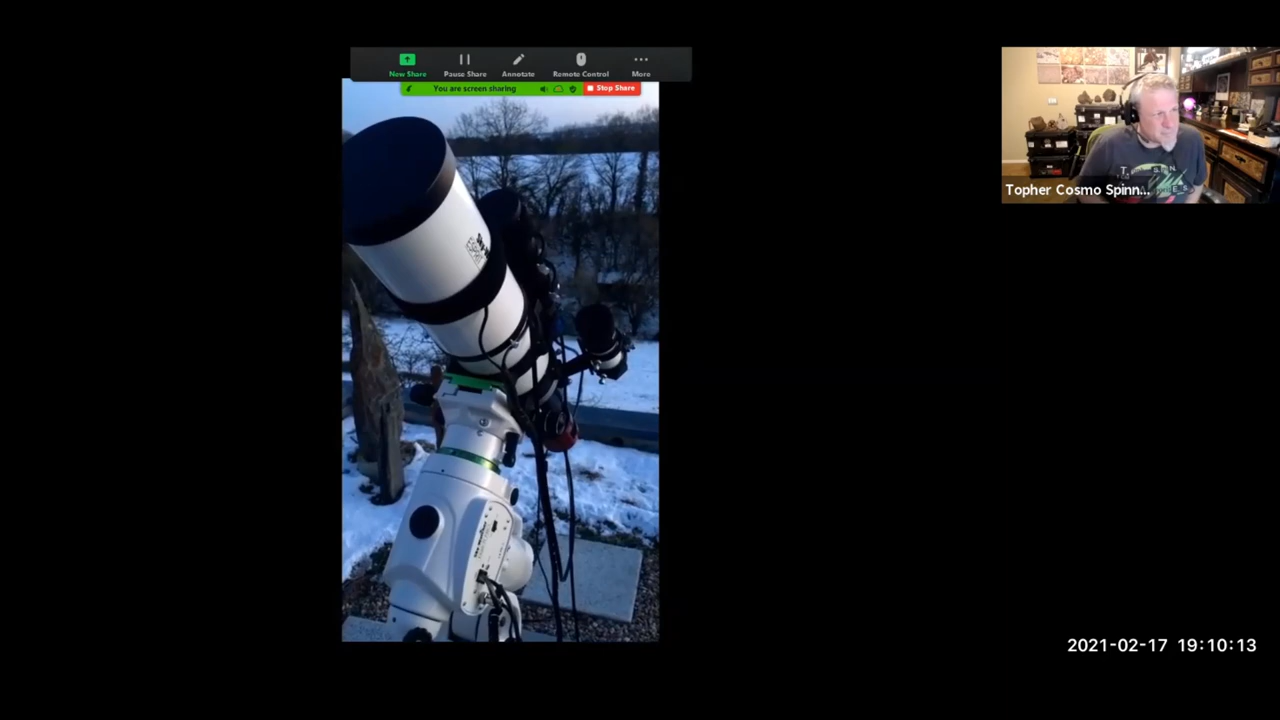 New Share Pause Share Annotate Remote Control More
You are screen sharing Stop Share
Topher Cosmo Spinn...
2021-02-17 19:10:13